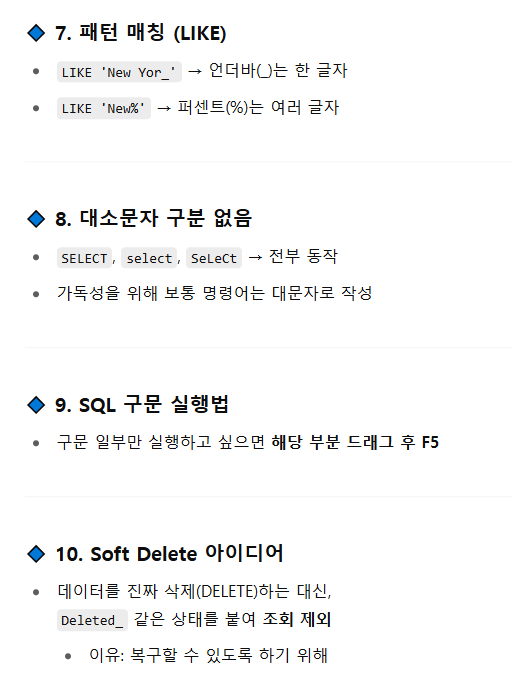 7. 패턴 매칭 (LIKE)
LIKE 'New Yor_' → 언더바(_)는 한 글자
LIKE 'New%' → 퍼센트(%)는 여러 글자
8. 대소문자 구분 없음
SELECT, select, SeLeCt → 전부 동작
가독성을 위해 보통 명령어는 대문자로 작성
9. SQL 구문 실행법
구문 일부만 실행하고 싶으면 해당 부분 드래그 후 F5
10. Soft Delete 아이디어
데이터를 진짜 삭제(DELETE)하는 대신,
Deleted_ 같은 상태를 붙여 조회 제외
이유: 복구할 수 있도록 하기 위해